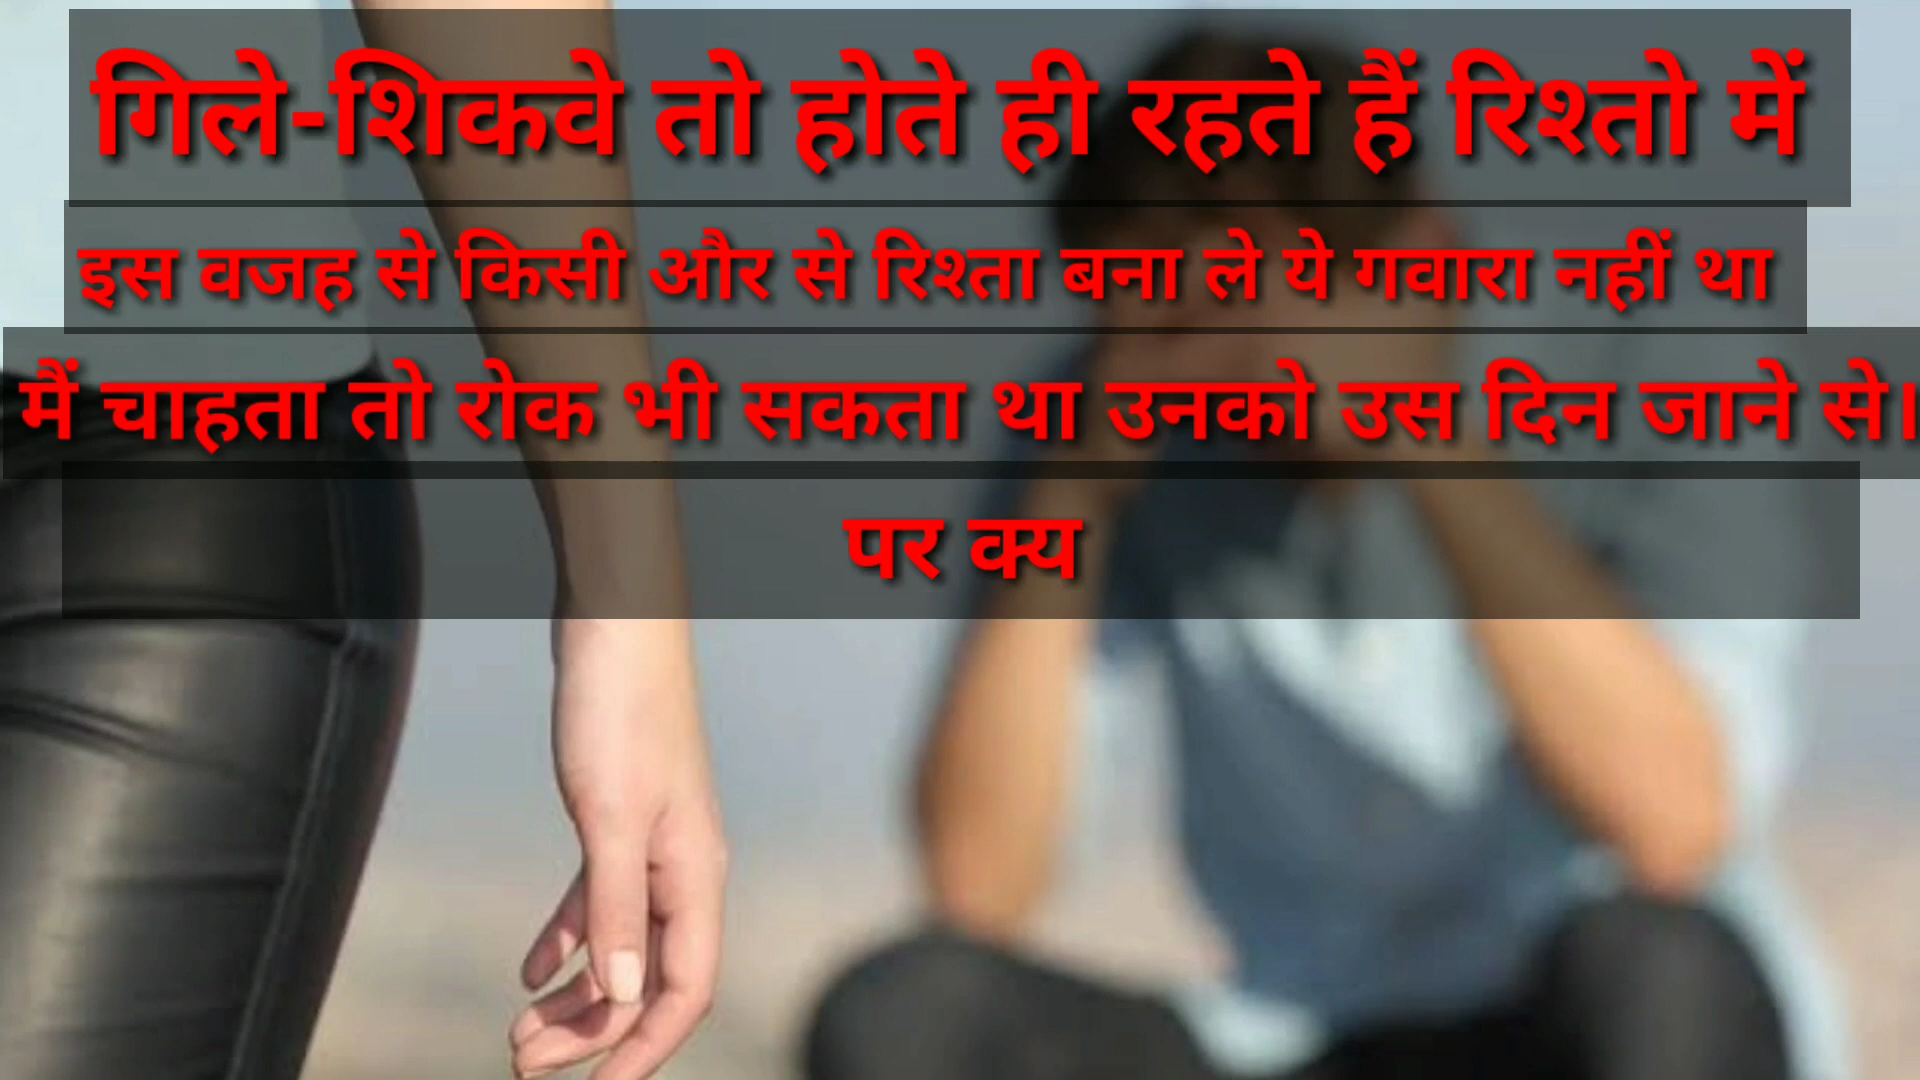 गिले-शिकवे तो होते ही रहते हैं रिश्तो में
इस वजह से किसी और से रिश्ता बना ले ये गवारा नहीं था
मैं चाहता तो रोक भी सकता था उनको उस दिन जाने से।
पर क्य